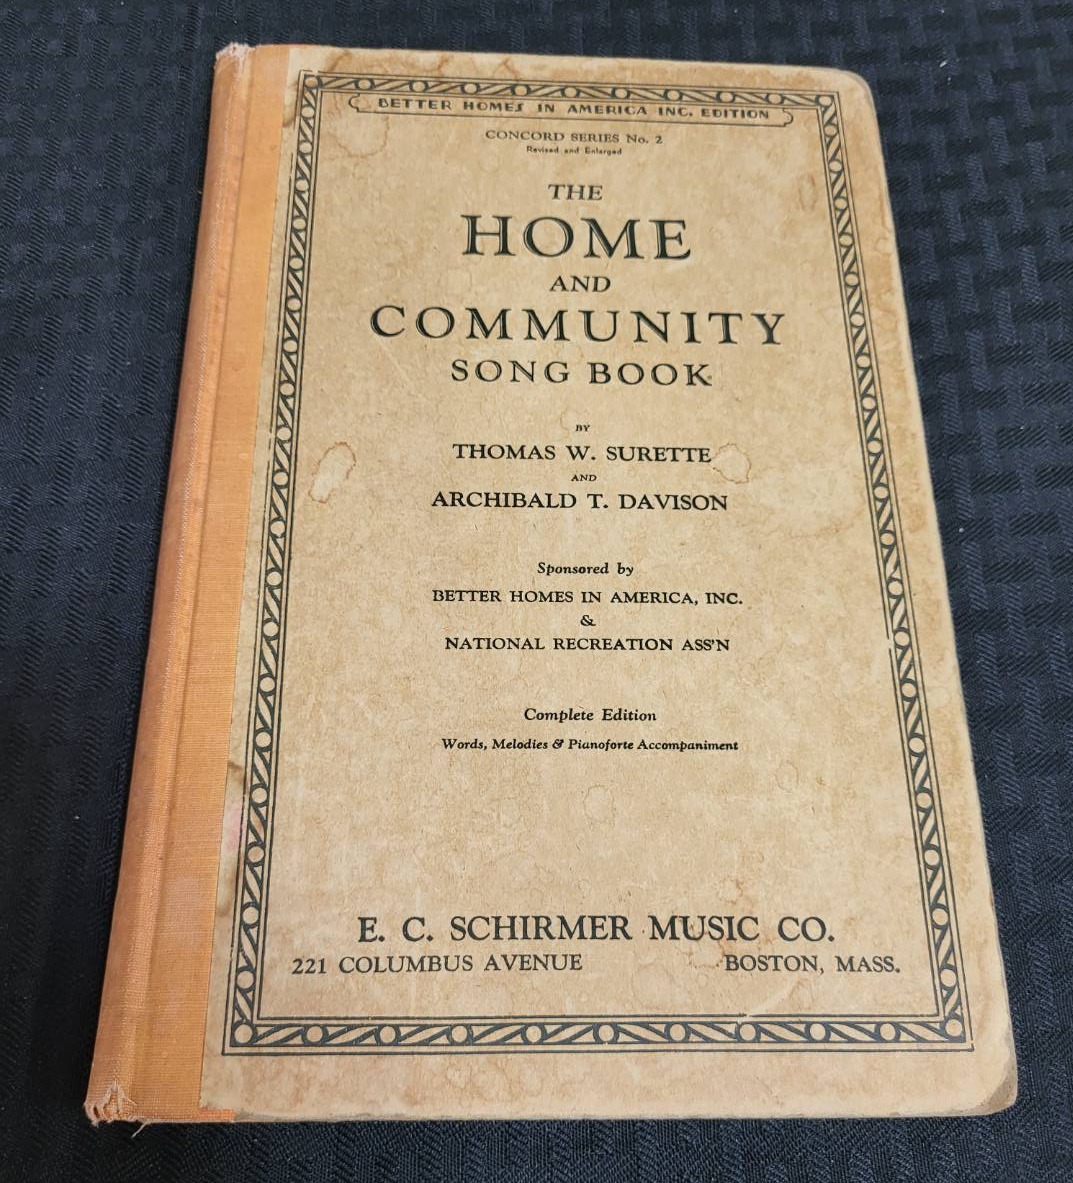 BETTER HOMES IN AMERICA INC. EDITION
CONCORD SERIES No. 2
Revised and Enlarged
THE
HOME
AND
COMMUNITY
SONG BOOK
BY
THOMAS W. SURETTE
AND
ARCHIBALD T. DAVISON
Sponsored by
BETTER HOMES IN AMERICA, INC.
&
NATIONAL RECREATION ASS'N
Complete Edition
Words, Melodies & Pianoforte Accompaniment
E. C. SCHIRMER MUSIC CO.
221 COLUMBUS AVENUE BOSTON, MASS.